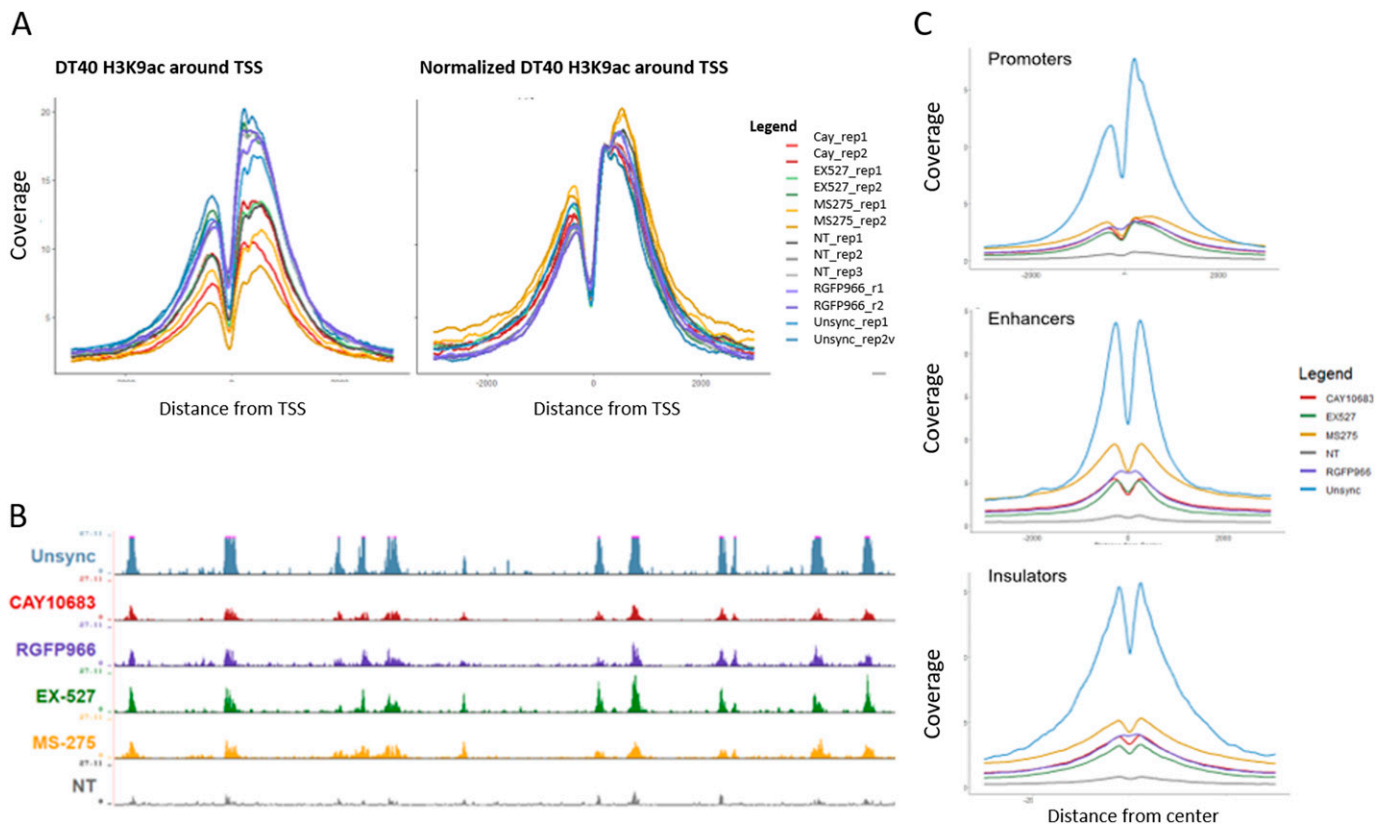 A
DT40 H3K9ac around TSS
Coverage
20
15
10
5
0
Distance from TSS
Normalized DT40 H3K9ac around TSS
-2000
0
2000
Distance from TSS
Legend
Cay_rep1
Cay_rep2
EX527_rep1
EX527_rep2
MS275_rep1
MS275_rep2
NT_rep1
NT_rep2
NT_rep3
RGFP966_r1
RGFP966_r2
Unsync_rep1
Unsync_rep2v
B
Unsync
CAY10683
RGFP966
EX-527
MS-275
NT
C
Promoters
Coverage
-2000
2000
Enhancers
Coverage
-2000
0
2000
Legend
CAY10683
EX527
MS275
NT
RGFP966
Unsync
Insulators
Coverage
Distance from center